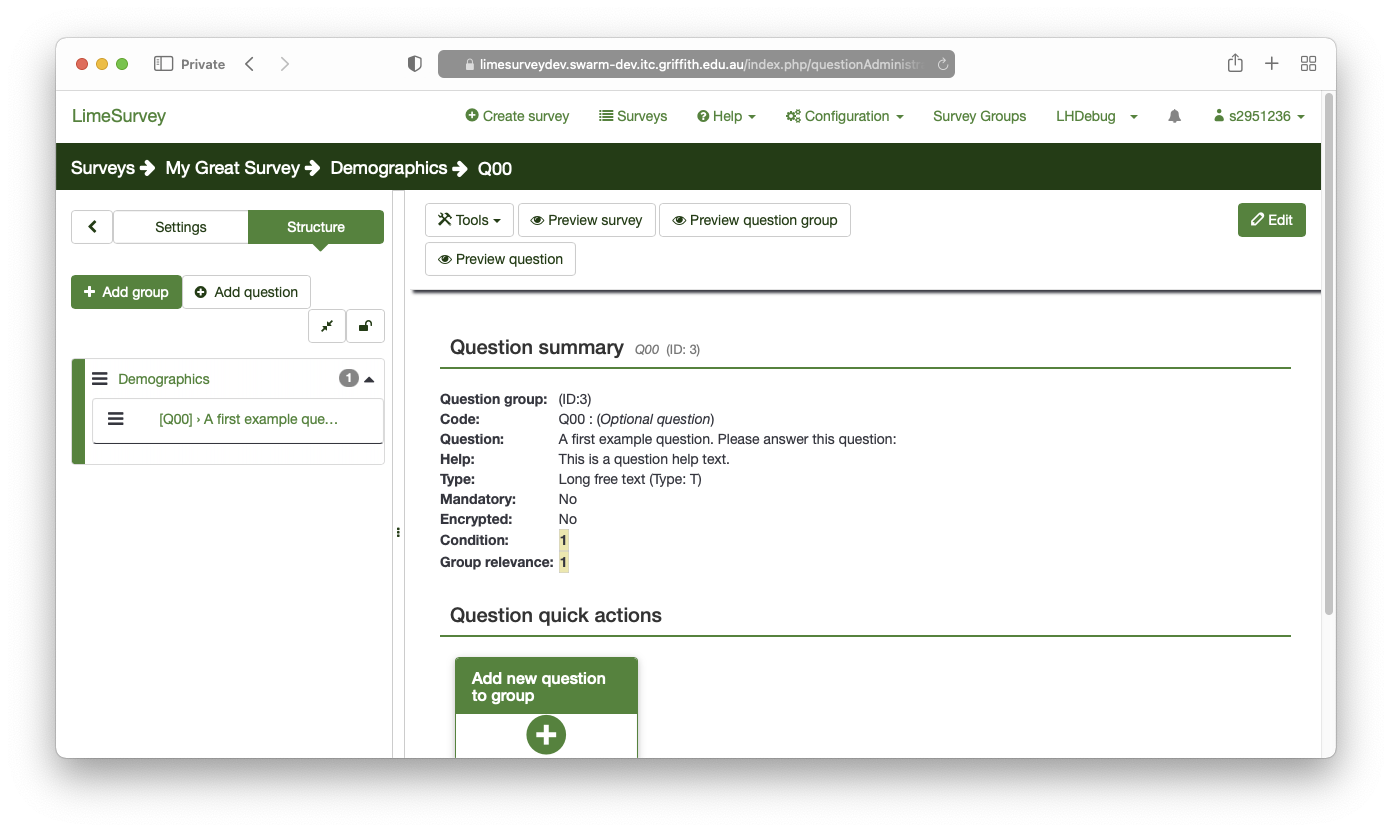 Private
limesurveydev.swarm-dev.itc.griffith.edu.au/index.php/questionAdministr
LimeSurvey
Create survey Surveys Help Configuration Survey Groups LHDebug s2951236
Surveys My Great Survey Demographics Q00
Settings Structure
Tools Preview survey Preview question group Edit
Preview question
Add group Add question
Demographics 1
[Q00] › A first example que...
Question summary Q00 (ID: 3)
Question group: (ID:3)
Code: Q00 : (Optional question)
Question: A first example question. Please answer this question:
Help: This is a question help text.
Type: Long free text (Type: T)
Mandatory: No
Encrypted: No
Condition: 1
Group relevance: 1
Question quick actions
Add new question
to group